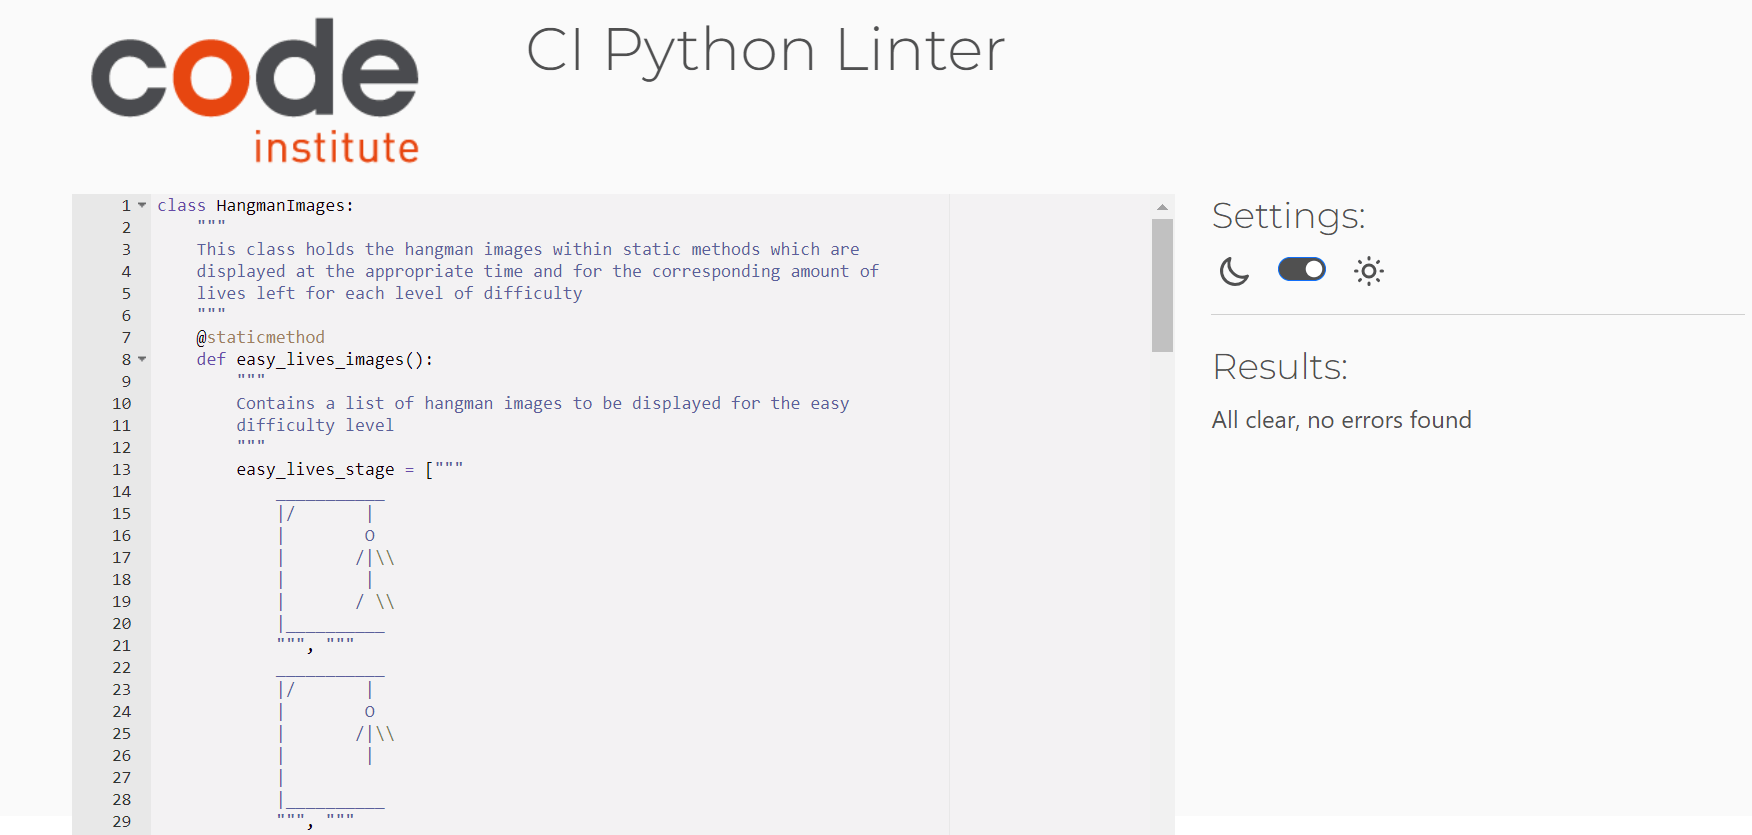 code
institute
CI Python Linter
1 class HangmanImages:
2     """
3     This class holds the hangman images within static methods which are
4     displayed at the appropriate time and for the corresponding amount of
5     lives left for each level of difficulty
6     """
7     @staticmethod
8     def easy_lives_images():
9         """
10         Contains a list of hangman images to be displayed for the easy
11         difficulty level
12         """
13         easy_lives_stage = ["""
14             ___________
15             |/       |
16             |        O
17             |       /|\\
18             |        |
19             |       / \\
20             |__________
21             """, """
22             ___________
23             |/       |
24             |        O
25             |       /|\\
26             |        |
27             |
28             |__________
29             """, """
Settings:
Results:
All clear, no errors found